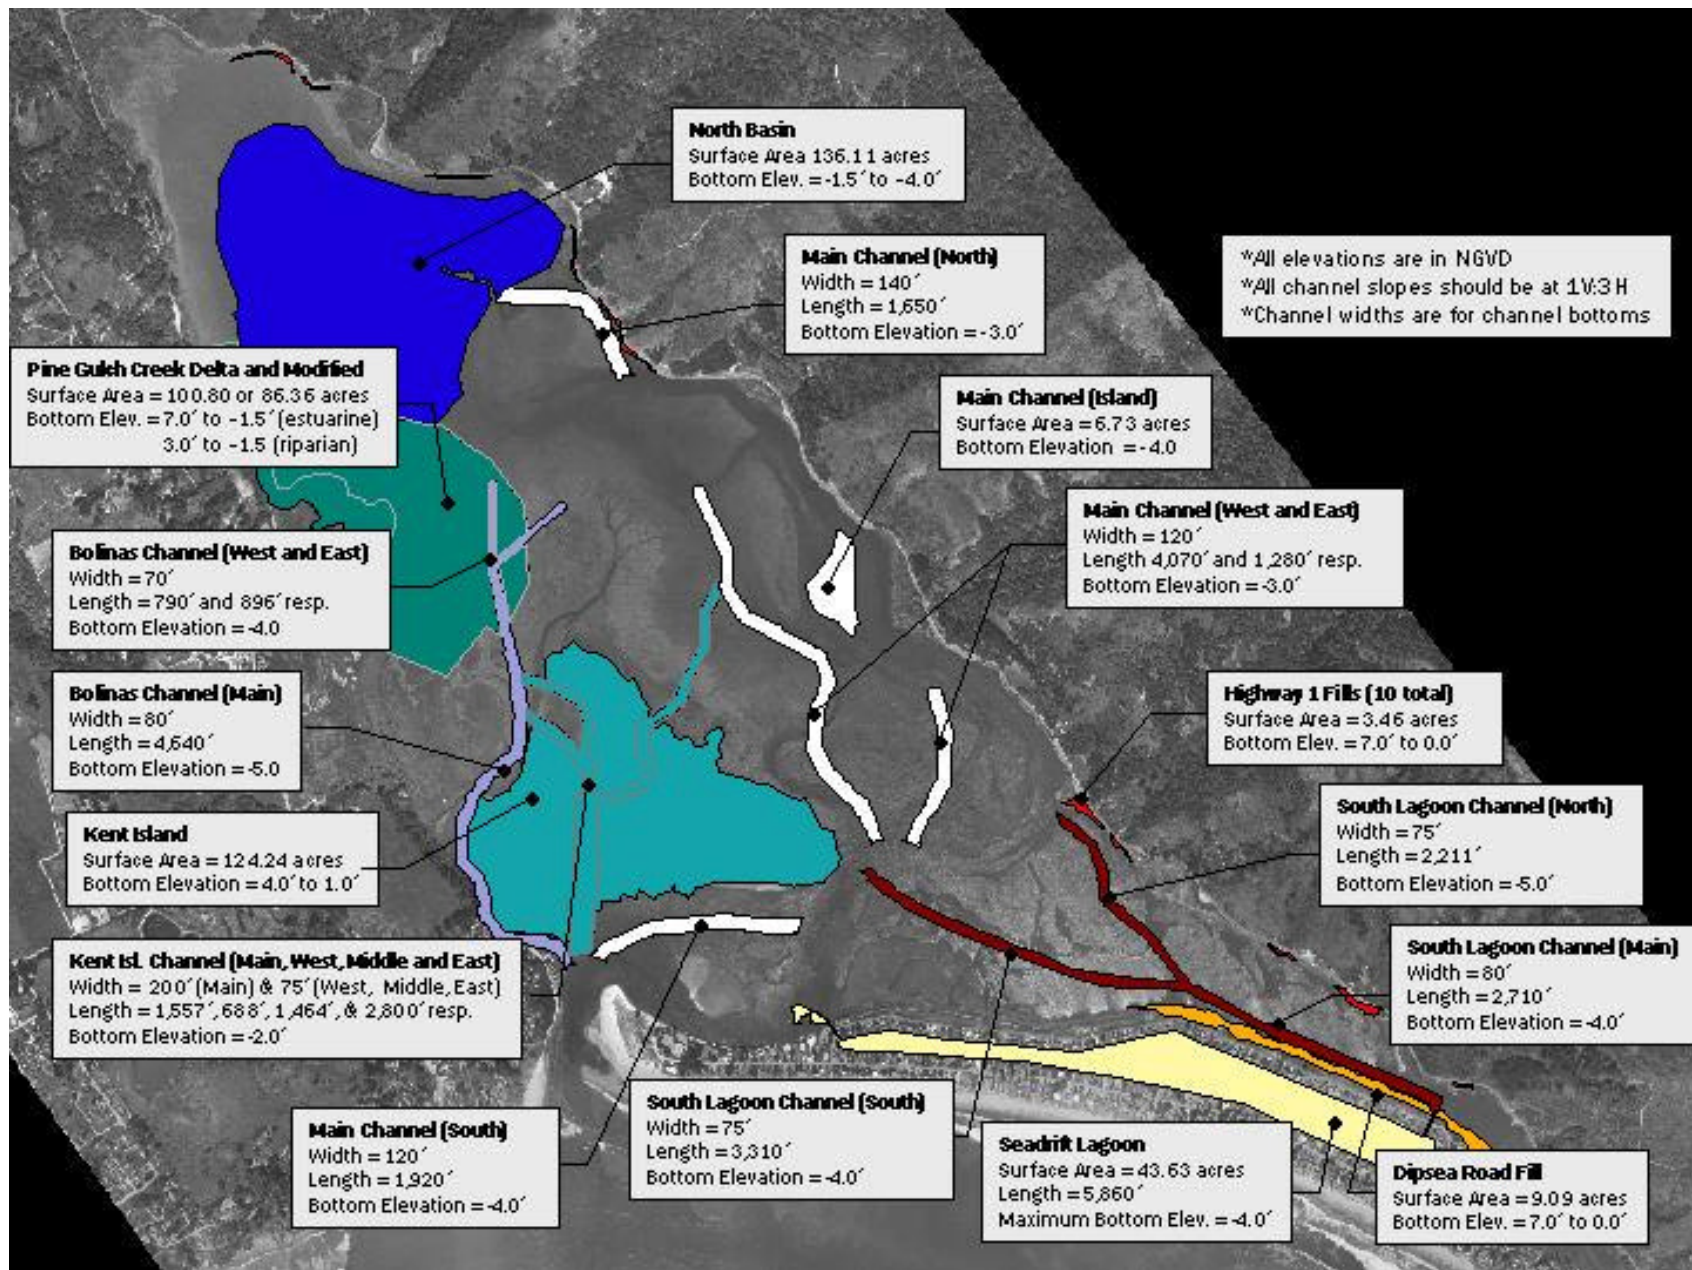 North Basin
Surface Area 136.11 acres
Bottom Elev. = -1.5´ to -4.0´
Main Channel (North)
Width = 140´
Length = 1,650´
Bottom Elevation = -3.0´
*All elevations are in NGVD
*All channel slopes should be at 1V:3H
*Channel widths are for channel bottoms
Pine Gulch Creek Delta and Modified
Surface Area = 100.80 or 86.36 acres
Bottom Elev. = 7.0´ to -1.5´ (estuarine)
3.0´ to -1.5 (riparian)
Main Channel (Island)
Surface Area = 6.73 acres
Bottom Elevation = -4.0
Main Channel (West and East)
Width = 120´
Length 4,070´ and 1,280´ resp.
Bottom Elevation = -3.0´
Bolinas Channel (West and East)
Width = 70´
Length = 790´ and 896´ resp.
Bottom Elevation = -4.0
Bolinas Channel (Main)
Width = 80´
Length = 4,640´
Bottom Elevation = -5.0
Highway 1 Fills (10 total)
Surface Area = 3.46 acres
Bottom Elev. = 7.0´ to 0.0´
South Lagoon Channel (North)
Width = 75´
Length = 2,211´
Bottom Elevation = -5.0´
Kent Island
Surface Area = 124.24 acres
Bottom Elevation = 4.0´ to 1.0´
South Lagoon Channel (Main)
Width = 80´
Length = 2,710´
Bottom Elevation = -4.0´
Kent Isl. Channel (Main, West, Middle and East)
Width = 200´ (Main) & 75´ (West, Middle, East)
Length = 1,557´, 688´, 1,464´, & 2,800´ resp.
Bottom Elevation = -2.0´
Main Channel (South)
Width = 120´
Length = 1,920´
Bottom Elevation = -4.0´
South Lagoon Channel (South)
Width = 75´
Length = 3,310´
Bottom Elevation = -4.0´
Seadrift Lagoon
Surface Area = 43.63 acres
Length = 5,860´
Maximum Bottom Elev. = -4.0´
Dipsea Road Fill
Surface Area = 9.09 acres
Bottom Elev. = 7.0´ to 0.0´